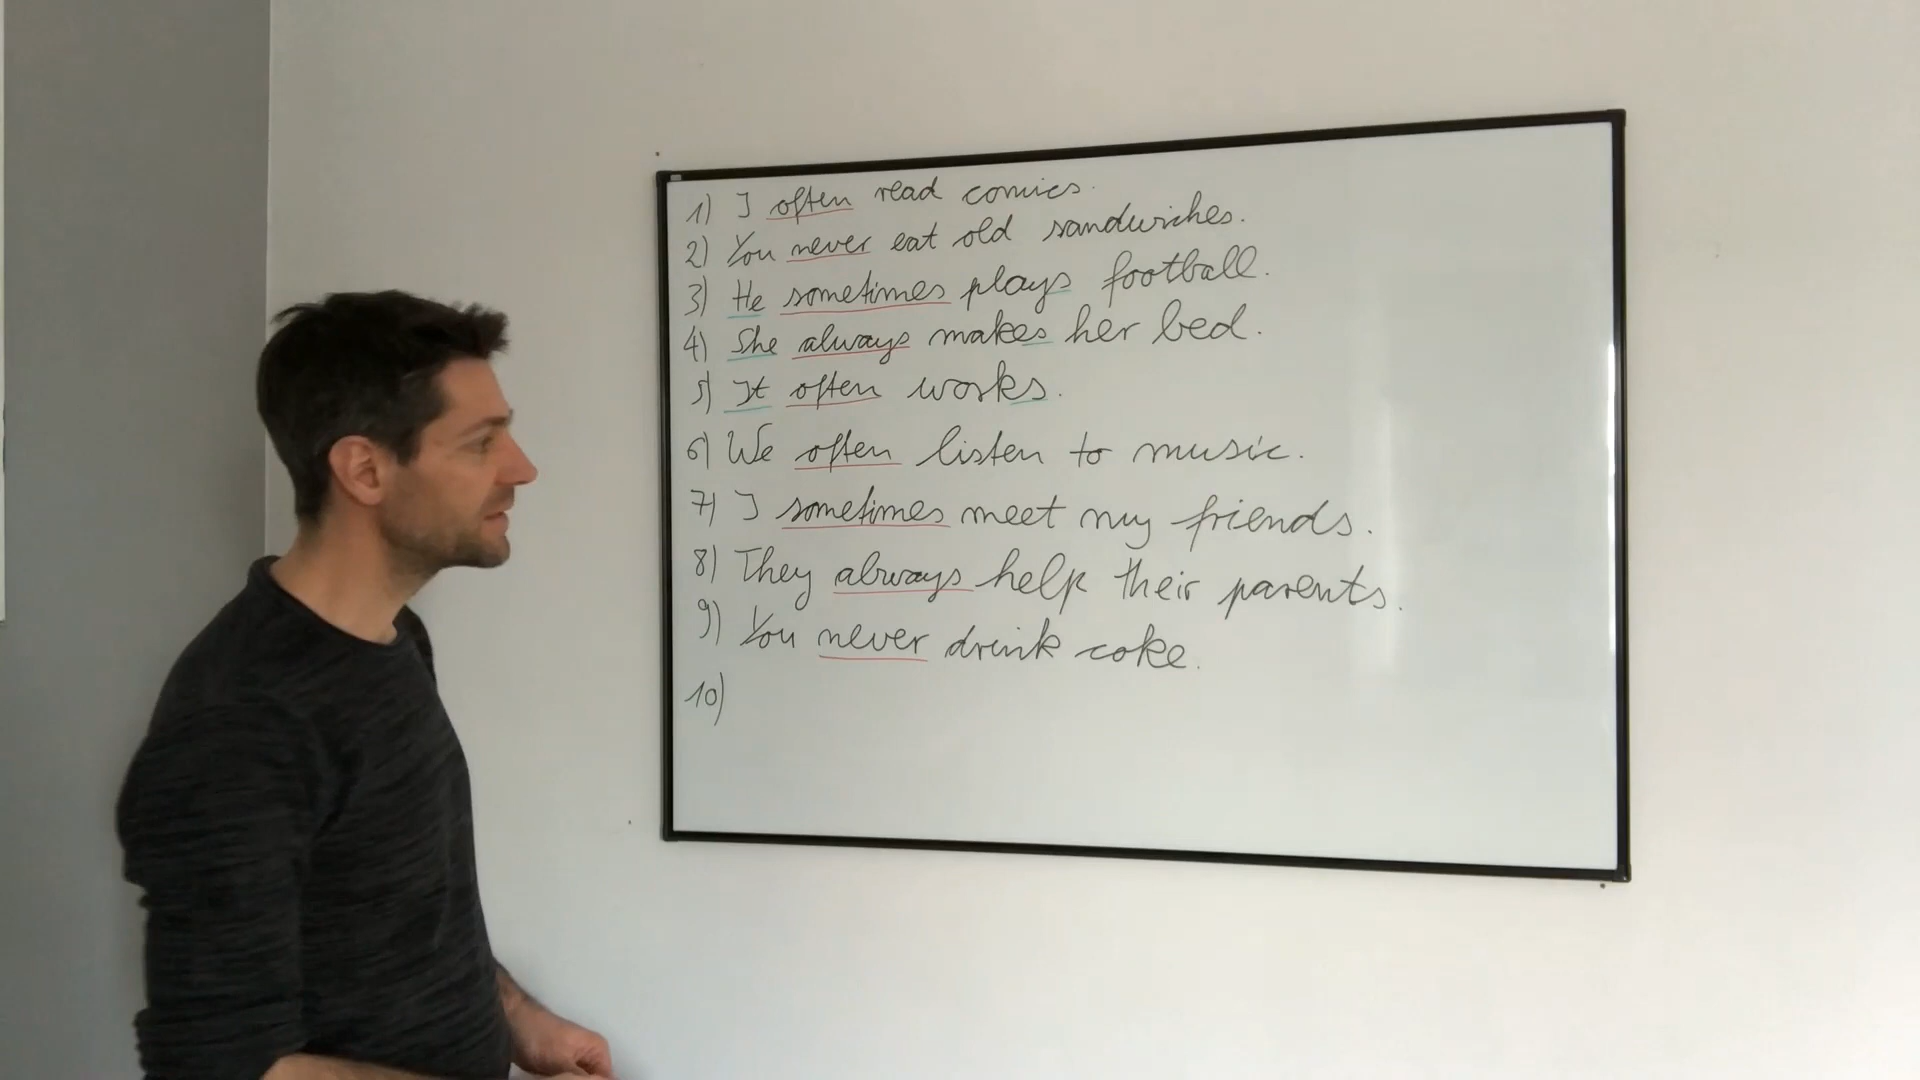 1) I often read comics.
2) You never eat old sandwiches.
3) He sometimes plays football.
4) She always makes her bed.
5) It often works.
6) We often listen to music.
7) I sometimes meet my friends.
8) They always help their parents.
9) You never drink coke.
10)